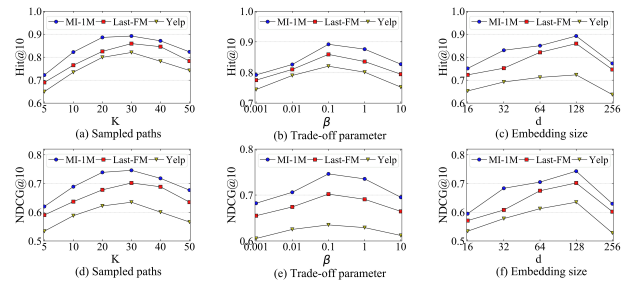 1.0
MI-1M Last-FM Yelp
0.9
0.8
0.7
0.6
Hit@10
5 10 20 30 40 50
K
(a) Sampled paths
1.0
MI-1M Last-FM Yelp
0.9
0.8
0.7
Hit@10
0.001 0.01 0.1 1 10
β
(b) Trade-off parameter
1.0
MI-1M Last-FM Yelp
0.9
0.8
0.7
0.6
Hit@10
16 32 64 128 256
d
(c) Embedding size
0.8
MI-1M Last-FM Yelp
0.7
0.6
0.5
NDCG@10
5 10 20 30 40 50
K
(d) Sampled paths
0.8
MI-1M Last-FM Yelp
0.7
0.6
NDCG@10
0.001 0.01 0.1 1 10
β
(e) Trade-off parameter
0.8
MI-1M Last-FM Yelp
0.7
0.6
0.5
NDCG@10
16 32 64 128 256
d
(f) Embedding size